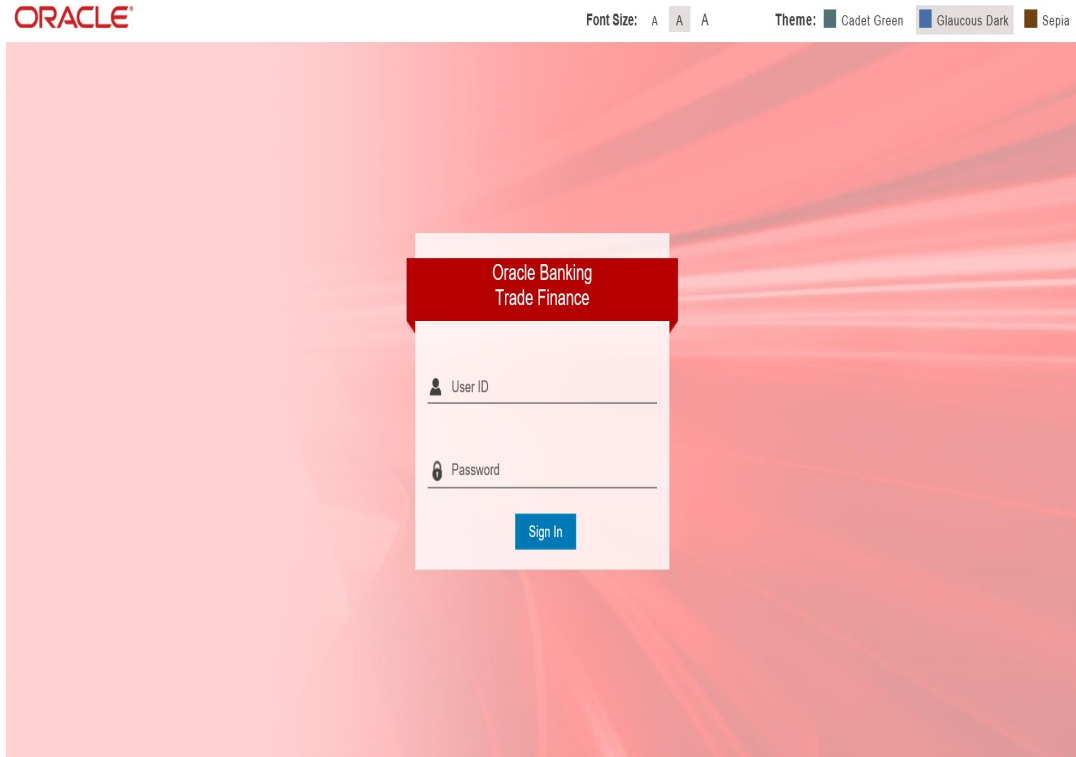 ORACLE®
Font Size: A A A Theme: Cadet Green Glaucous Dark Sepia
Oracle Banking
Trade Finance
User ID
Password
Sign In